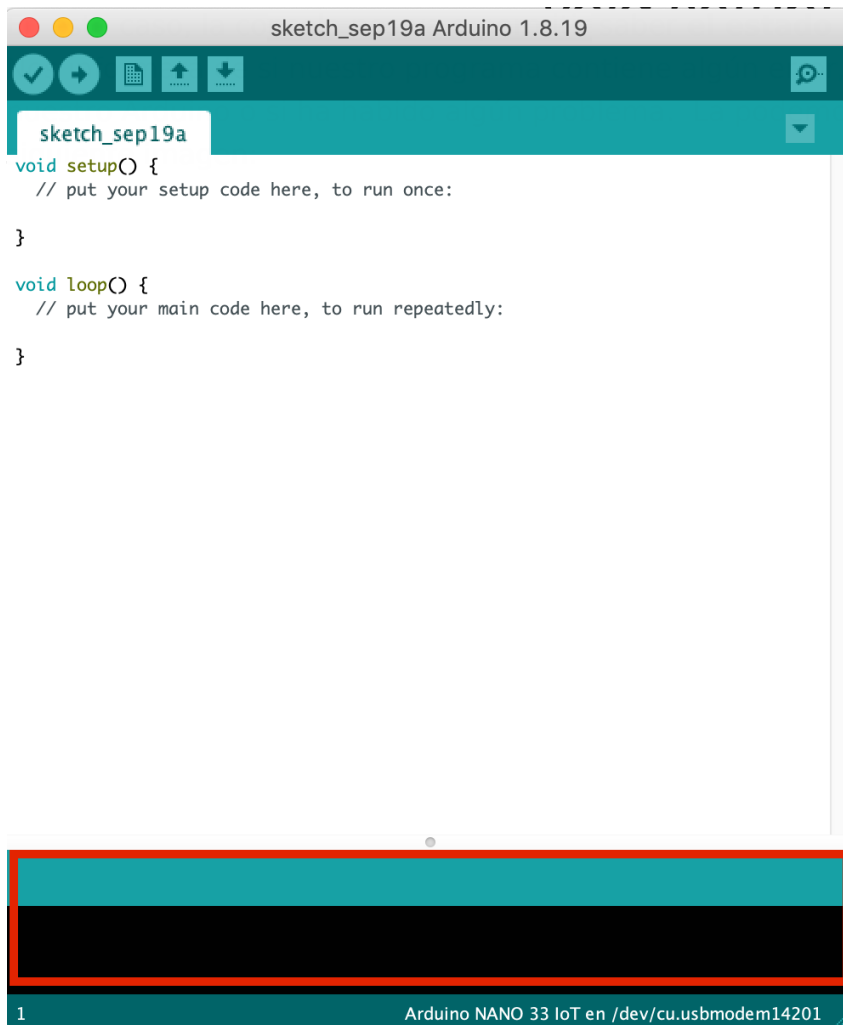 sketch_sep19a Arduino 1.8.19
sketch_sep19a
void setup() {
  // put your setup code here, to run once:
}
void loop() {
  // put your main code here, to run repeatedly:
}
1 Arduino NANO 33 IoT en /dev/cu.usbmodem14201